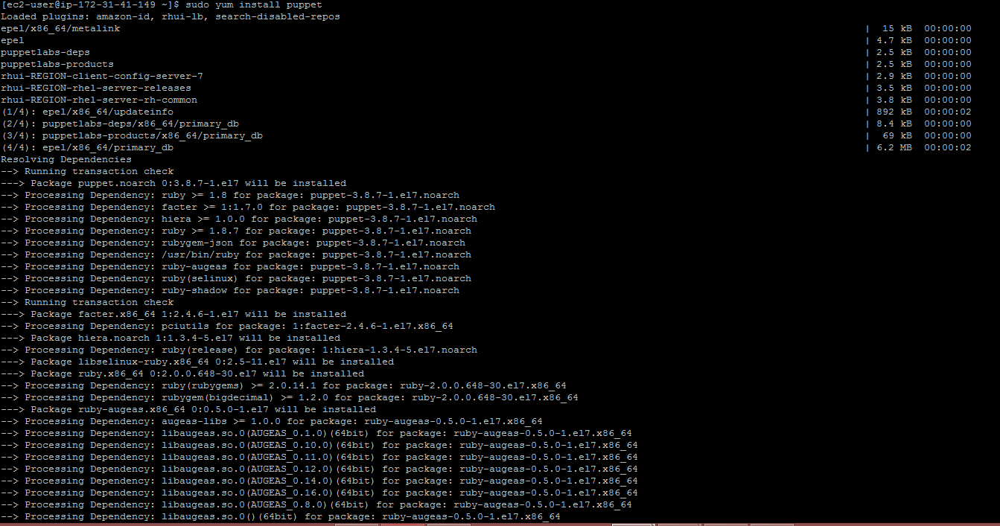 [ec2-user@ip-172-31-41-149 ~]$ sudo yum install puppet
Loaded plugins: amazon-id, rhui-lb, search-disabled-repos
epel/x86_64/metalink | 15 kB 00:00:00
epel | 4.7 kB 00:00:00
puppetlabs-deps | 2.5 kB 00:00:00
puppetlabs-products | 2.5 kB 00:00:00
rhui-REGION-client-config-server-7 | 2.9 kB 00:00:00
rhui-REGION-rhel-server-releases | 3.5 kB 00:00:00
rhui-REGION-rhel-server-rh-common | 3.8 kB 00:00:00
(1/4): epel/x86_64/updateinfo | 892 kB 00:00:02
(2/4): puppetlabs-deps/x86_64/primary_db | 8.4 kB 00:00:00
(3/4): puppetlabs-products/x86_64/primary_db | 69 kB 00:00:00
(4/4): epel/x86_64/primary_db | 6.2 MB 00:00:02
Resolving Dependencies
--> Running transaction check
---> Package puppet.noarch 0:3.8.7-1.el7 will be installed
--> Processing Dependency: ruby >= 1.8 for package: puppet-3.8.7-1.el7.noarch
--> Processing Dependency: facter >= 1:1.7.0 for package: puppet-3.8.7-1.el7.noarch
--> Processing Dependency: hiera >= 1.0.0 for package: puppet-3.8.7-1.el7.noarch
--> Processing Dependency: ruby >= 1.8.7 for package: puppet-3.8.7-1.el7.noarch
--> Processing Dependency: rubygem-json for package: puppet-3.8.7-1.el7.noarch
--> Processing Dependency: /usr/bin/ruby for package: puppet-3.8.7-1.el7.noarch
--> Processing Dependency: ruby-augeas for package: puppet-3.8.7-1.el7.noarch
--> Processing Dependency: ruby(selinux) for package: puppet-3.8.7-1.el7.noarch
--> Processing Dependency: ruby-shadow for package: puppet-3.8.7-1.el7.noarch
--> Running transaction check
---> Package facter.x86_64 1:2.4.6-1.el7 will be installed
--> Processing Dependency: pciutils for package: 1:facter-2.4.6-1.el7.x86_64
---> Package hiera.noarch 1:1.3.4-5.el7 will be installed
--> Processing Dependency: ruby(release) for package: 1:hiera-1.3.4-5.el7.noarch
---> Package libselinux-ruby.x86_64 0:2.5-11.el7 will be installed
---> Package ruby.x86_64 0:2.0.0.648-30.el7 will be installed
--> Processing Dependency: ruby(rubygems) >= 2.0.14.1 for package: ruby-2.0.0.648-30.el7.x86_64
--> Processing Dependency: rubygem(bigdecimal) >= 1.2.0 for package: ruby-2.0.0.648-30.el7.x86_64
---> Package ruby-augeas.x86_64 0:0.5.0-1.el7 will be installed
--> Processing Dependency: augeas-libs >= 1.0.0 for package: ruby-augeas-0.5.0-1.el7.x86_64
--> Processing Dependency: libaugeas.so.0(AUGEAS_0.1.0)(64bit) for package: ruby-augeas-0.5.0-1.el7.x86_64
--> Processing Dependency: libaugeas.so.0(AUGEAS_0.10.0)(64bit) for package: ruby-augeas-0.5.0-1.el7.x86_64
--> Processing Dependency: libaugeas.so.0(AUGEAS_0.11.0)(64bit) for package: ruby-augeas-0.5.0-1.el7.x86_64
--> Processing Dependency: libaugeas.so.0(AUGEAS_0.12.0)(64bit) for package: ruby-augeas-0.5.0-1.el7.x86_64
--> Processing Dependency: libaugeas.so.0(AUGEAS_0.14.0)(64bit) for package: ruby-augeas-0.5.0-1.el7.x86_64
--> Processing Dependency: libaugeas.so.0(AUGEAS_0.16.0)(64bit) for package: ruby-augeas-0.5.0-1.el7.x86_64
--> Processing Dependency: libaugeas.so.0(AUGEAS_0.8.0)(64bit) for package: ruby-augeas-0.5.0-1.el7.x86_64
--> Processing Dependency: libaugeas.so.0()(64bit) for package: ruby-augeas-0.5.0-1.el7.x86_64